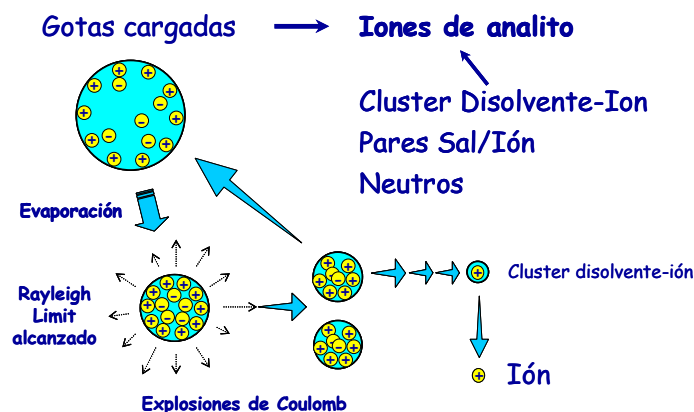 Gotas cargadas
Iones de analito
Cluster Disolvente-Ion
Pares Sal/Ión
Neutros
Evaporación
Rayleigh
Limit
alcanzado
Cluster disolvente-ión
Ión
Explosiones de Coulomb